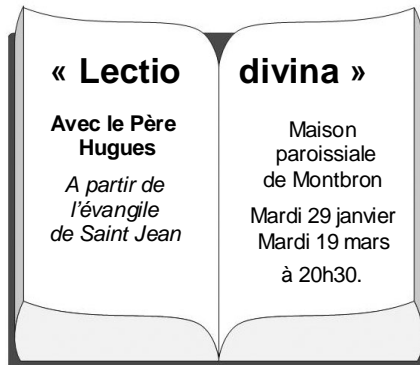 « Lectio divina »
Avec le Père
Hugues
A partir de
l'évangile
de Saint Jean
Maison
paroissiale
de Montbron
Mardi 29 janvier
Mardi 19 mars
à 20h30.